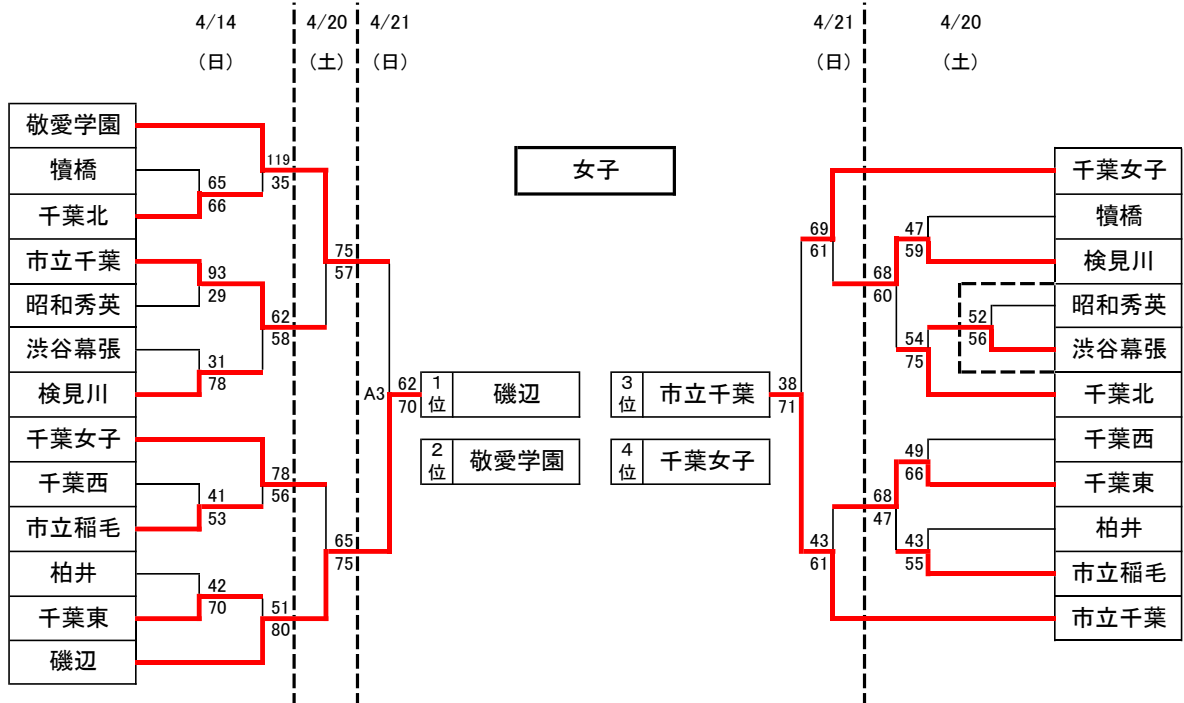 4/14 4/20 4/21 4/21 4/20
(日) (土) (日) (日) (土)
女子
敬愛学園
犢橋
千葉北
市立千葉
昭和秀英
渋谷幕張
検見川
千葉女子
千葉西
市立稲毛
柏井
千葉東
磯辺
65
66
93
29
31
78
41
53
42
70
119
35
62
58
78
56
51
80
75
57
65
75
A3
62
70
1位 磯辺
2位 敬愛学園
3位 市立千葉
4位 千葉女子
38
71
69
61
43
61
68
60
68
47
47
59
54
75
52
56
49
66
43
55
千葉女子
犢橋
検見川
昭和秀英
渋谷幕張
千葉北
千葉西
千葉東
柏井
市立稲毛
市立千葉